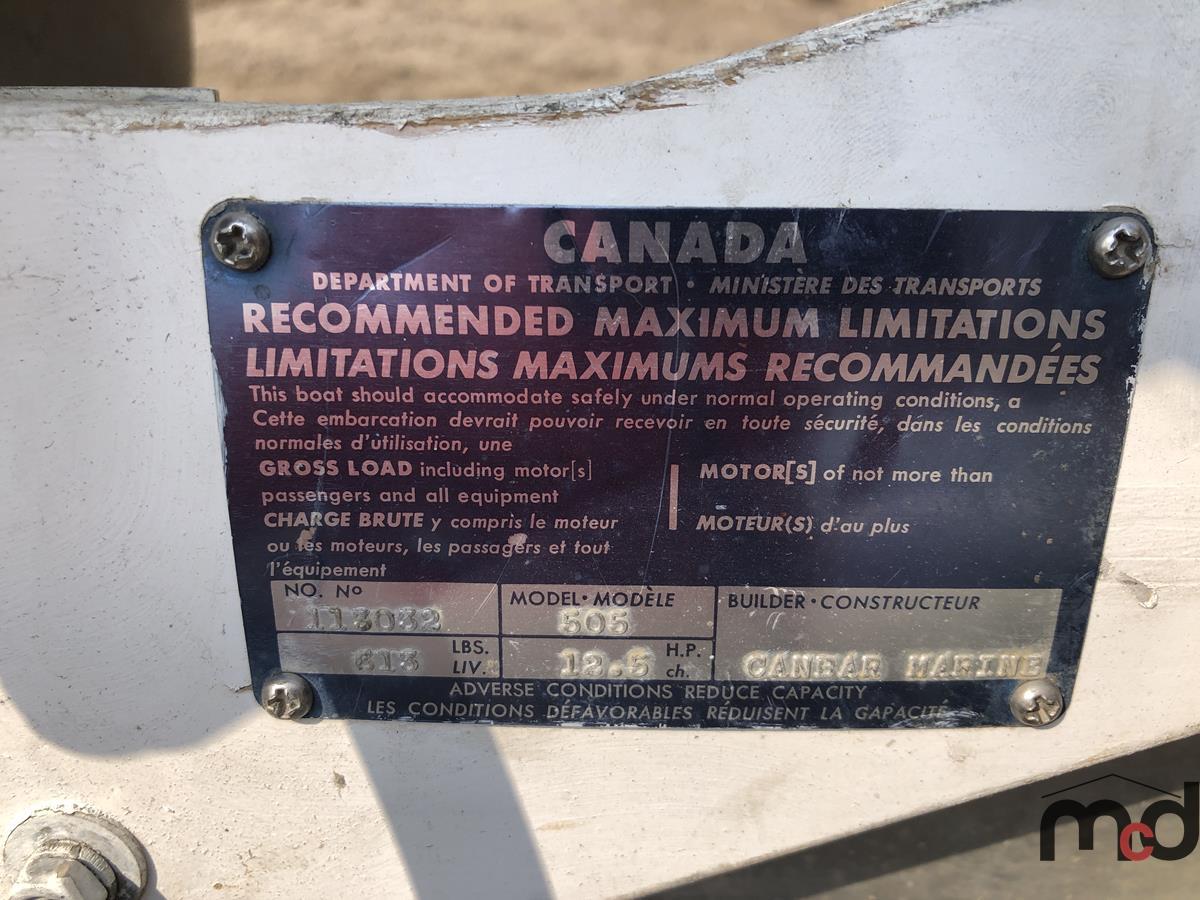 CANADA
DEPARTMENT OF TRANSPORT • MINISTÈRE DES TRANSPORTS
RECOMMENDED MAXIMUM LIMITATIONS
LIMITATIONS MAXIMUMS RECOMMANDÉES
This boat should accommodate safely under normal operating conditions, a
Cette embarcation devrait pouvoir recevoir en toute sécurité, dans les conditions
normales d'utilisation, une
GROSS LOAD including motor[s]
passengers and all equipment
CHARGE BRUTE y compris le moteur
ou les moteurs, les passagers et tout
l'équipement
MOTOR[S] of not more than
MOTEUR(S) d'au plus
NO. Nº
113032
MODEL • MODÈLE
505
BUILDER • CONSTRUCTEUR
LBS.
LIV.
12.5 H.P.
ch.
CANBAR MARINE
ADVERSE CONDITIONS REDUCE CAPACITY
LES CONDITIONS DÉFAVORABLES RÉDUISENT LA CAPACITÉ
mcd